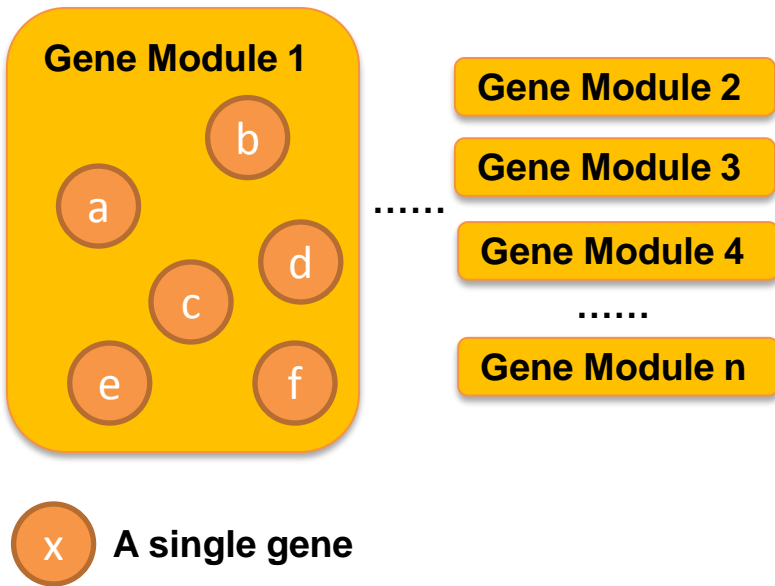 Gene Module 1
b
a
d
c
e
f
......
Gene Module 2
Gene Module 3
Gene Module 4
......
Gene Module n
x
A single gene